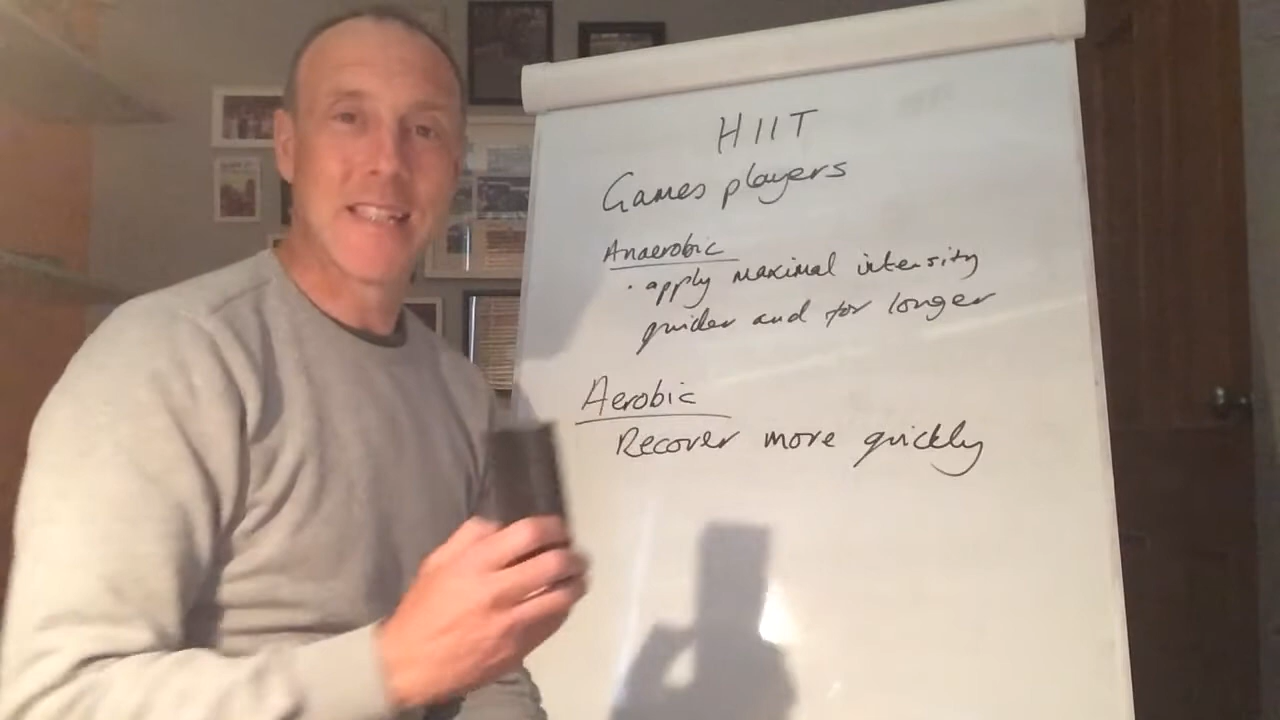 HIIT
Games players
Anaerobic
· apply maximal intensity
quicker and for longer
Aerobic
Recover more quickly